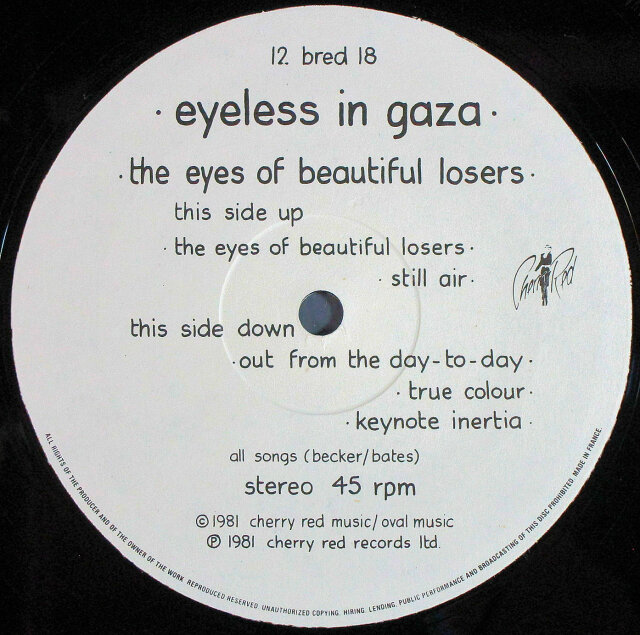 12. bred 18
· eyeless in gaza ·
· the eyes of beautiful losers ·
this side up
· the eyes of beautiful losers ·
· still air ·
Cherry Red
this side down
· out from the day-to-day ·
· true colour ·
· keynote inertia ·
all songs (becker/bates)
stereo 45 rpm
© 1981 cherry red music/oval music
℗ 1981 cherry red records ltd.
ALL RIGHTS OF THE PRODUCER AND OF THE OWNER OF THE WORK REPRODUCED RESERVED. UNAUTHORIZED COPYING. HIRING. LENDING. PUBLIC PERFORMANCE AND BROADCASTING OF THIS DISC PROHIBITED. MADE IN FRANCE.